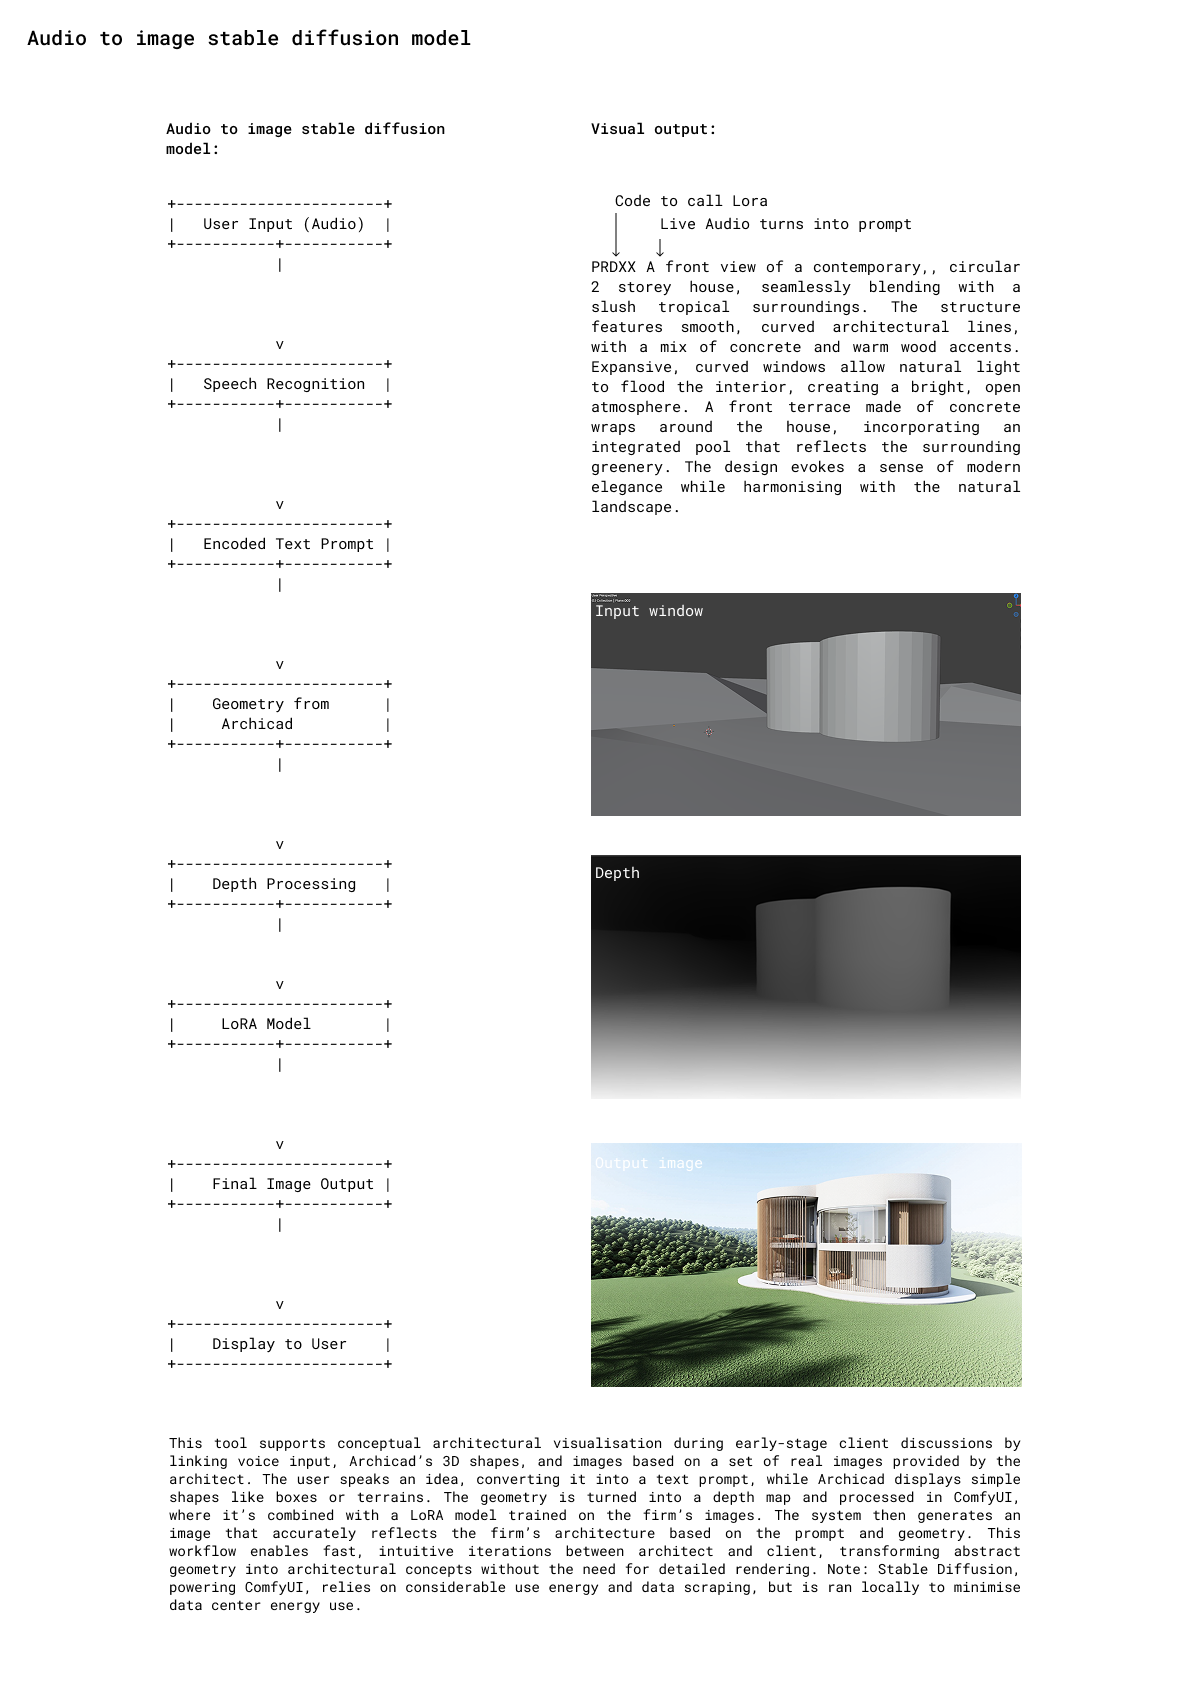 Audio to image stable diffusion model
Audio to image stable diffusion
model:
+-----------------------+
|   User Input (Audio)  |
+-----------+-----------+
|
v
+-----------------------+
|   Speech Recognition  |
+-----------+-----------+
|
v
+-----------------------+
|   Encoded Text Prompt |
+-----------+-----------+
|
v
+-----------------------+
|    Geometry from      |
|     Archicad          |
+-----------+-----------+
|
v
+-----------------------+
|    Depth Processing   |
+-----------+-----------+
|
v
+-----------------------+
|     LoRA Model        |
+-----------+-----------+
|
v
+-----------------------+
|    Final Image Output |
+-----------+-----------+
|
v
+-----------------------+
|    Display to User    |
+-----------------------+
Visual output:
Code to call Lora
Live Audio turns into prompt
PRDXX A front view of a contemporary,, circular
2 storey house, seamlessly blending with a
slush tropical surroundings. The structure
features smooth, curved architectural lines,
with a mix of concrete and warm wood accents.
Expansive, curved windows allow natural light
to flood the interior, creating a bright, open
atmosphere. A front terrace made of concrete
wraps around the house, incorporating an
integrated pool that reflects the surrounding
greenery. The design evokes a sense of modern
elegance while harmonising with the natural
landscape.
User Perspective
Input window
Depth
Output image
This tool supports conceptual architectural visualisation during early-stage client discussions by
linking voice input, Archicad's 3D shapes, and images based on a set of real images provided by the
architect. The user speaks an idea, converting it into a text prompt, while Archicad displays simple
shapes like boxes or terrains. The geometry is turned into a depth map and processed in ComfyUI,
where it's combined with a LoRA model trained on the firm's images. The system then generates an
image that accurately reflects the firm's architecture based on the prompt and geometry. This
workflow enables fast, intuitive iterations between architect and client, transforming abstract
geometry into architectural concepts without the need for detailed rendering. Note: Stable Diffusion,
powering ComfyUI, relies on considerable use energy and data scraping, but is ran locally to minimise
data center energy use.